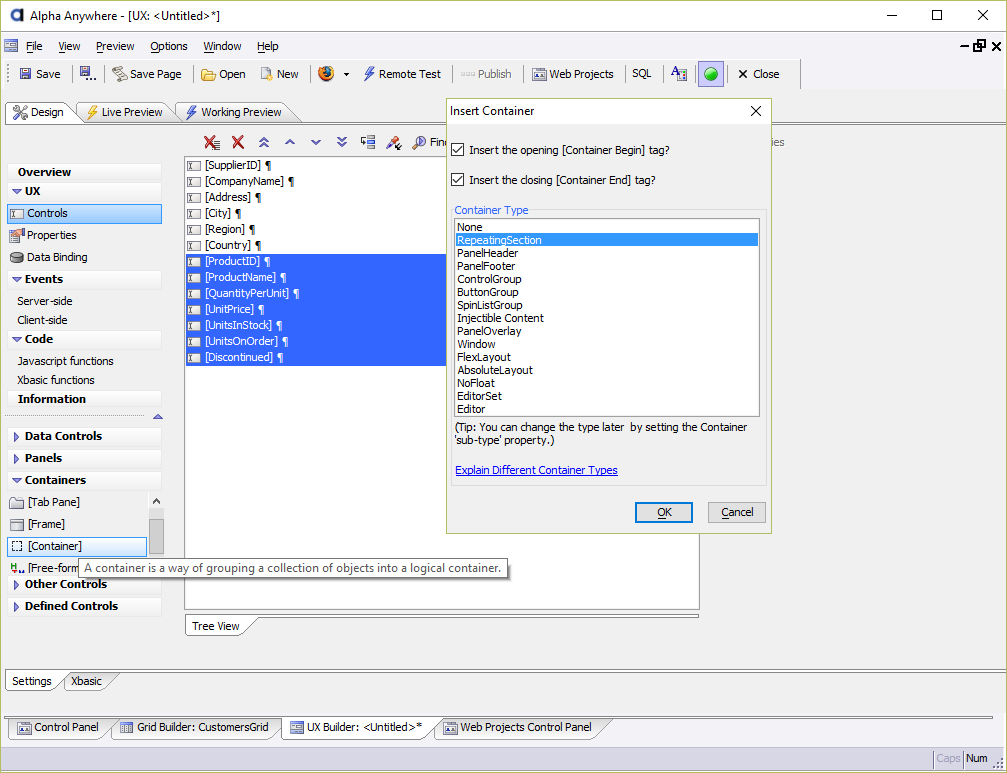 Alpha Anywhere - [UX: <Untitled>*]
File View Preview Options Window Help
Save Save Page Open New Remote Test Publish Web Projects SQL Close
Design Live Preview Working Preview
Fin
ies
Overview
UX
Controls
Properties
Data Binding
Events
Server-side
Client-side
Code
Javascript functions
Xbasic functions
Information
Data Controls
Panels
Containers
[Tab Pane]
[Frame]
[Container]
[Free-form
Other Controls
Defined Controls
A container is a way of grouping a collection of objects into a logical container.
[SupplierID] ¶
[CompanyName] ¶
[Address] ¶
[City] ¶
[Region] ¶
[Country] ¶
[ProductID] ¶
[ProductName] ¶
[QuantityPerUnit] ¶
[UnitPrice] ¶
[UnitsInStock] ¶
[UnitsOnOrder] ¶
[Discontinued] ¶
Tree View
Insert Container
Insert the opening [Container Begin] tag?
Insert the closing [Container End] tag?
Container Type
None
RepeatingSection
PanelHeader
PanelFooter
ControlGroup
ButtonGroup
SpinListGroup
Injectible Content
PanelOverlay
Window
FlexLayout
AbsoluteLayout
NoFloat
EditorSet
Editor
(Tip: You can change the type later by setting the Container
'sub-type' property.)
Explain Different Container Types
OK Cancel
Settings Xbasic
Control Panel Grid Builder: CustomersGrid UX Builder: <Untitled>* Web Projects Control Panel
Caps Num